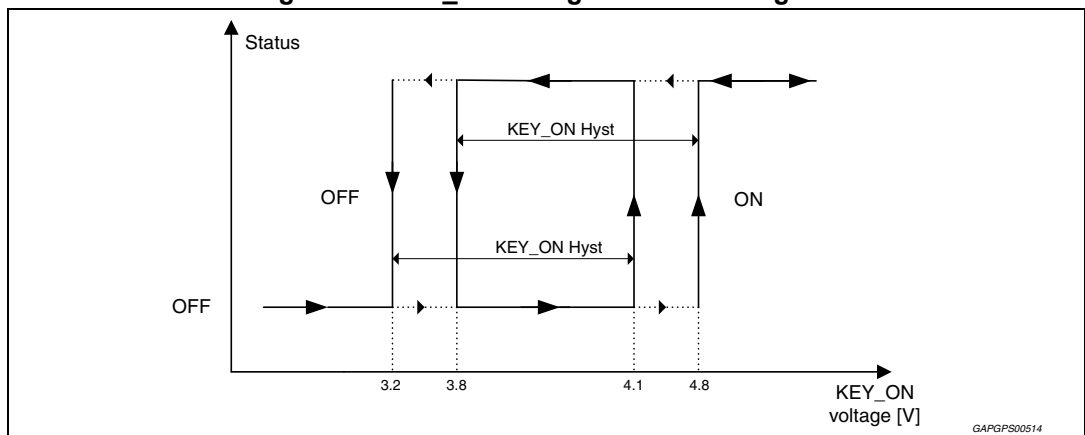 Status
KEY_ON Hyst
OFF
ON
KEY_ON Hyst
OFF
3.2
3.8
4.1
4.8
KEY_ON
voltage [V]
GAPGPS00514